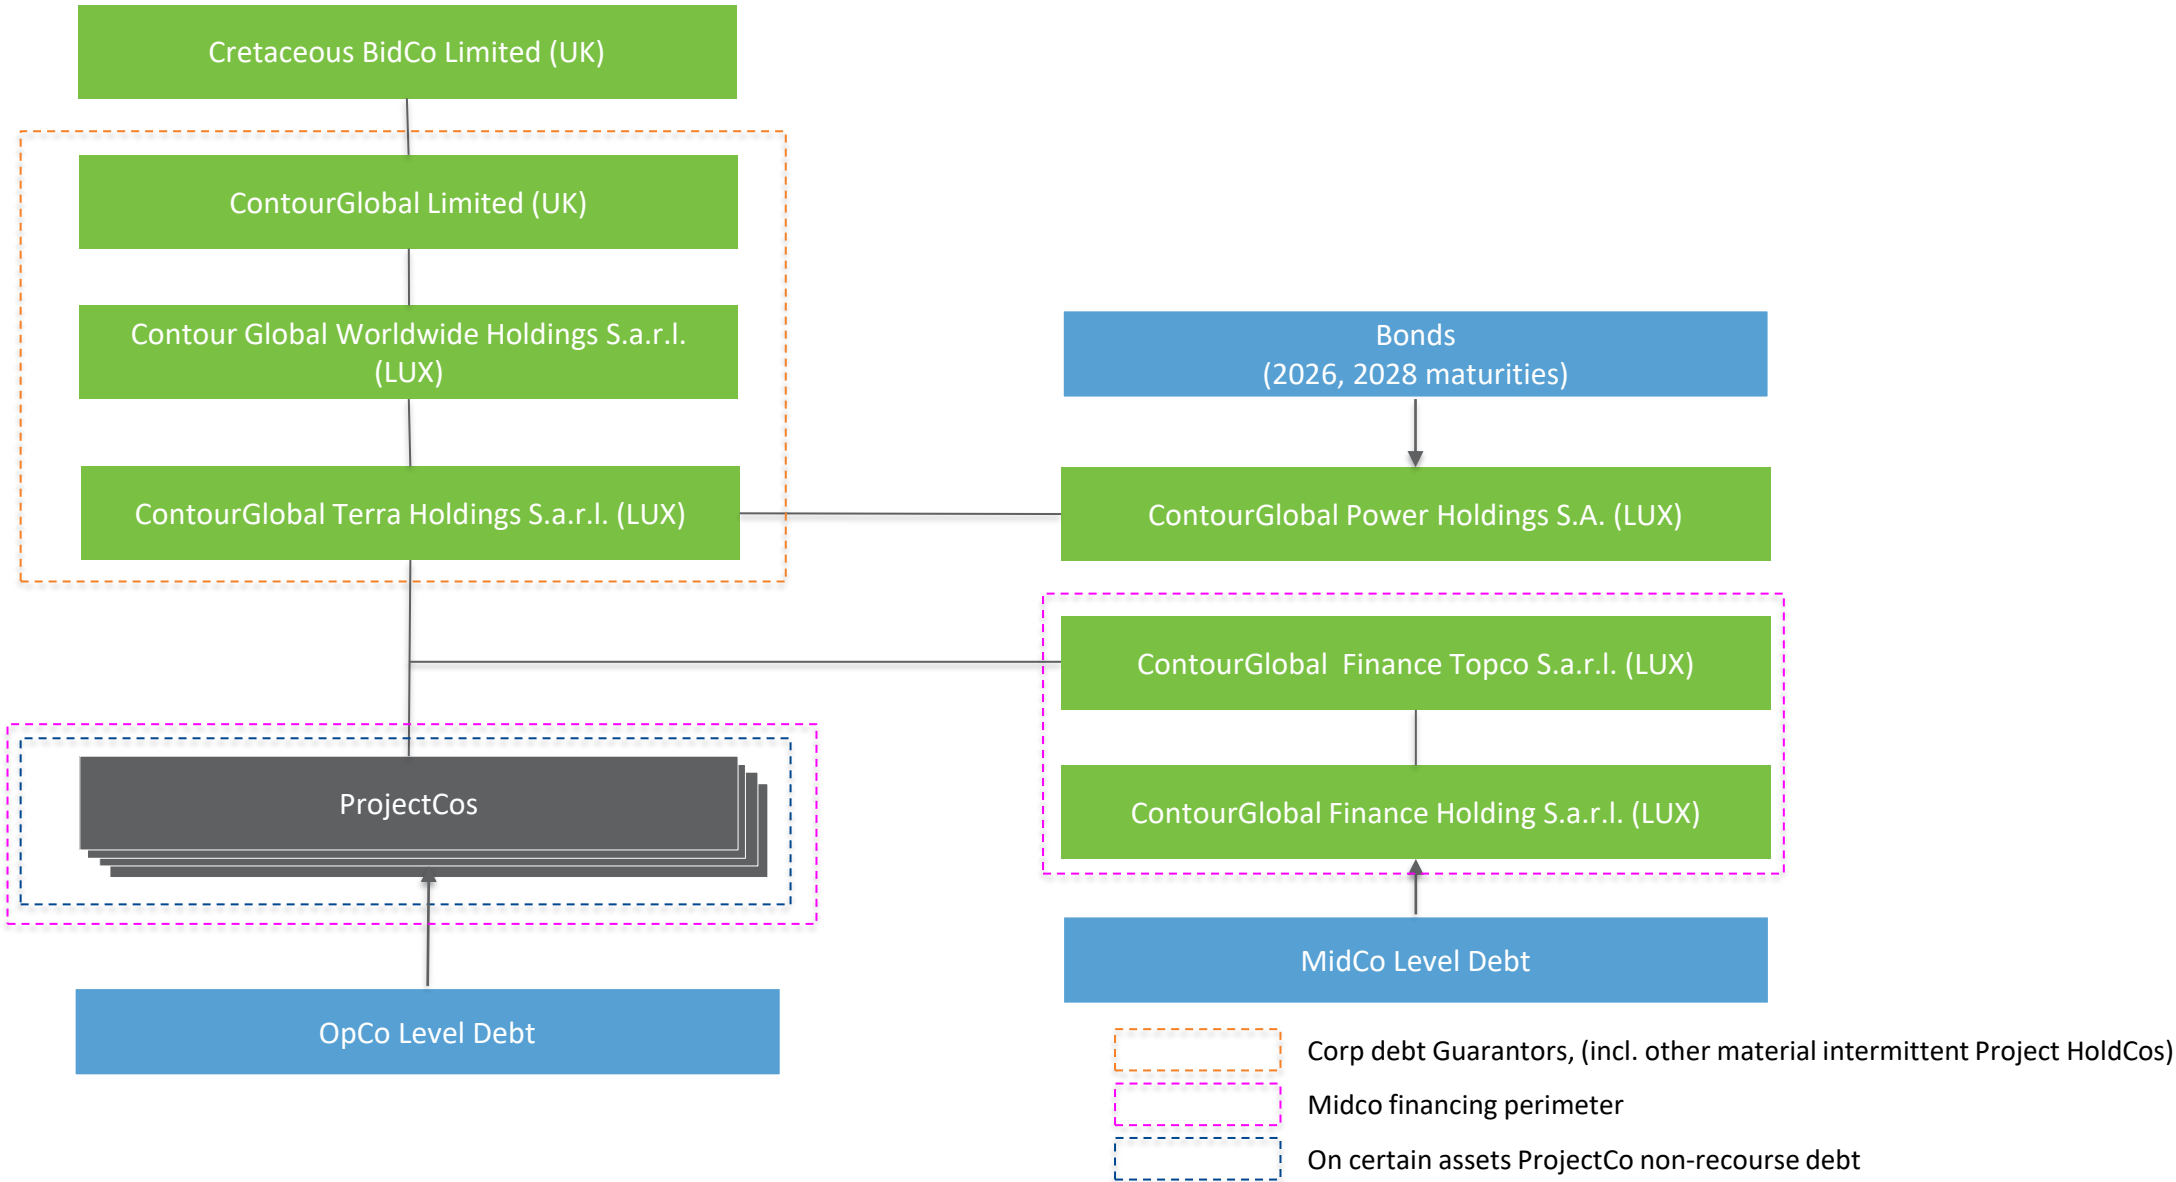 Cretaceous BidCo Limited (UK)
ContourGlobal Limited (UK)
Contour Global Worldwide Holdings S.a.r.l.
(LUX)
Bonds
(2026, 2028 maturities)
ContourGlobal Terra Holdings S.a.r.l. (LUX)
ContourGlobal Power Holdings S.A. (LUX)
ContourGlobal  Finance Topco S.a.r.l. (LUX)
ProjectCos
ContourGlobal Finance Holding S.a.r.l. (LUX)
MidCo Level Debt
OpCo Level Debt
Corp debt Guarantors, (incl. other material intermittent Project HoldCos)
Midco financing perimeter
On certain assets ProjectCo non-recourse debt